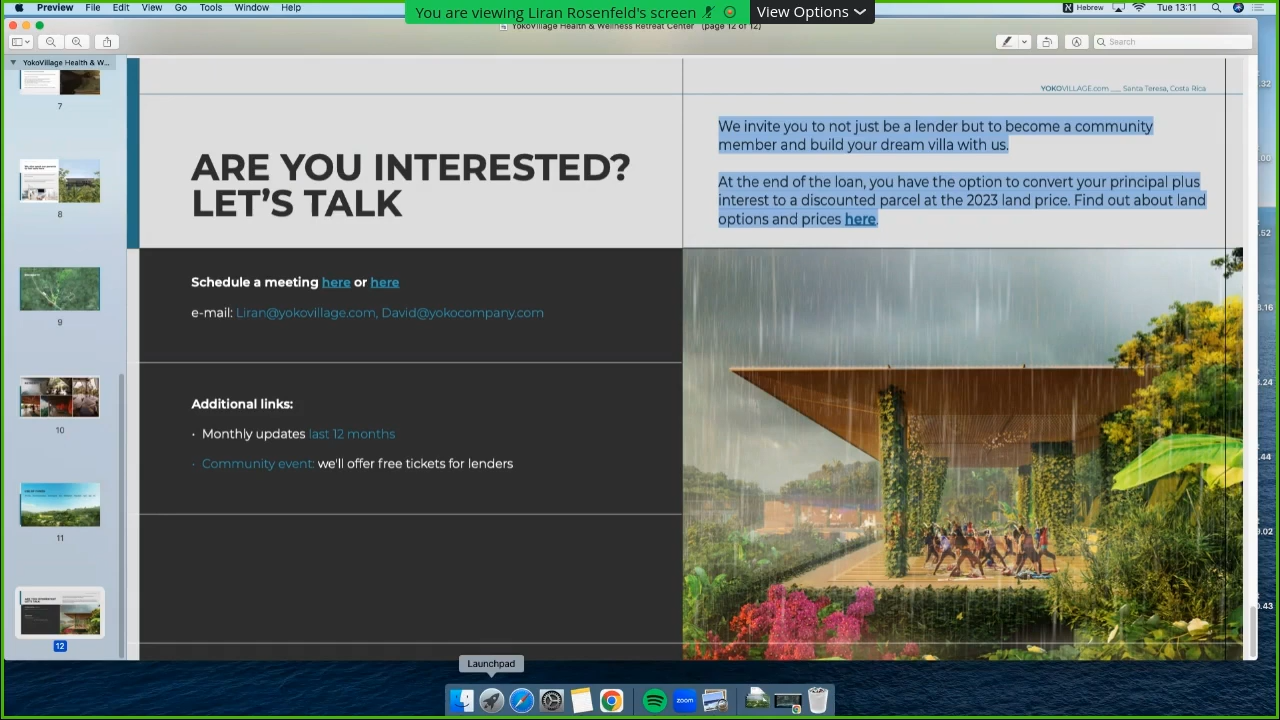 You are viewing Liran Rosenfeld's screen
View Options
Preview File Edit View Go Tools Window Help
Hebrew Tue 13:11
YokoVillage Health & Wellness Retreat Center (page 12 of 12)
Search
YokoVillage Health & W...
7
8
9
10
11
12
YOKOVILLAGE.com ___ Santa Teresa, Costa Rica
ARE YOU INTERESTED?
LET'S TALK
We invite you to not just be a lender but to become a community
member and build your dream villa with us.
At the end of the loan, you have the option to convert your principal plus
interest to a discounted parcel at the 2023 land price. Find out about land
options and prices here.
Schedule a meeting here or here
e-mail: Liran@yokovillage.com, David@yokocompany.com
Additional links:
· Monthly updates last 12 months
· Community event: we'll offer free tickets for lenders
Launchpad
zoom